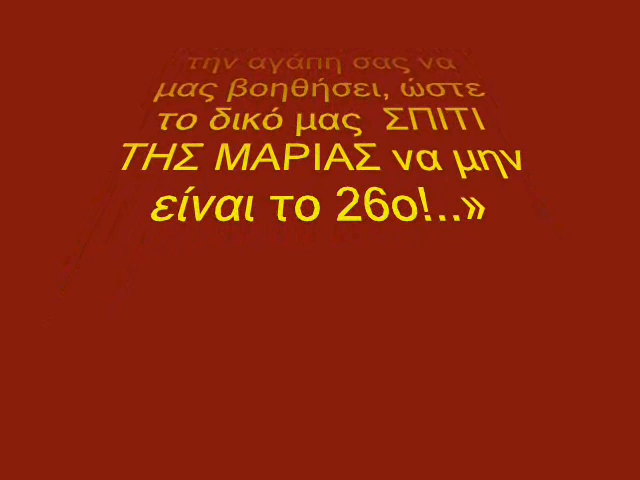 την αγάπη σας να
μας βοηθήσει, ώστε
το δικό μας ΣΠΙΤΙ
ΤΗΣ ΜΑΡΙΑΣ να μην
είναι το 26ο!..»